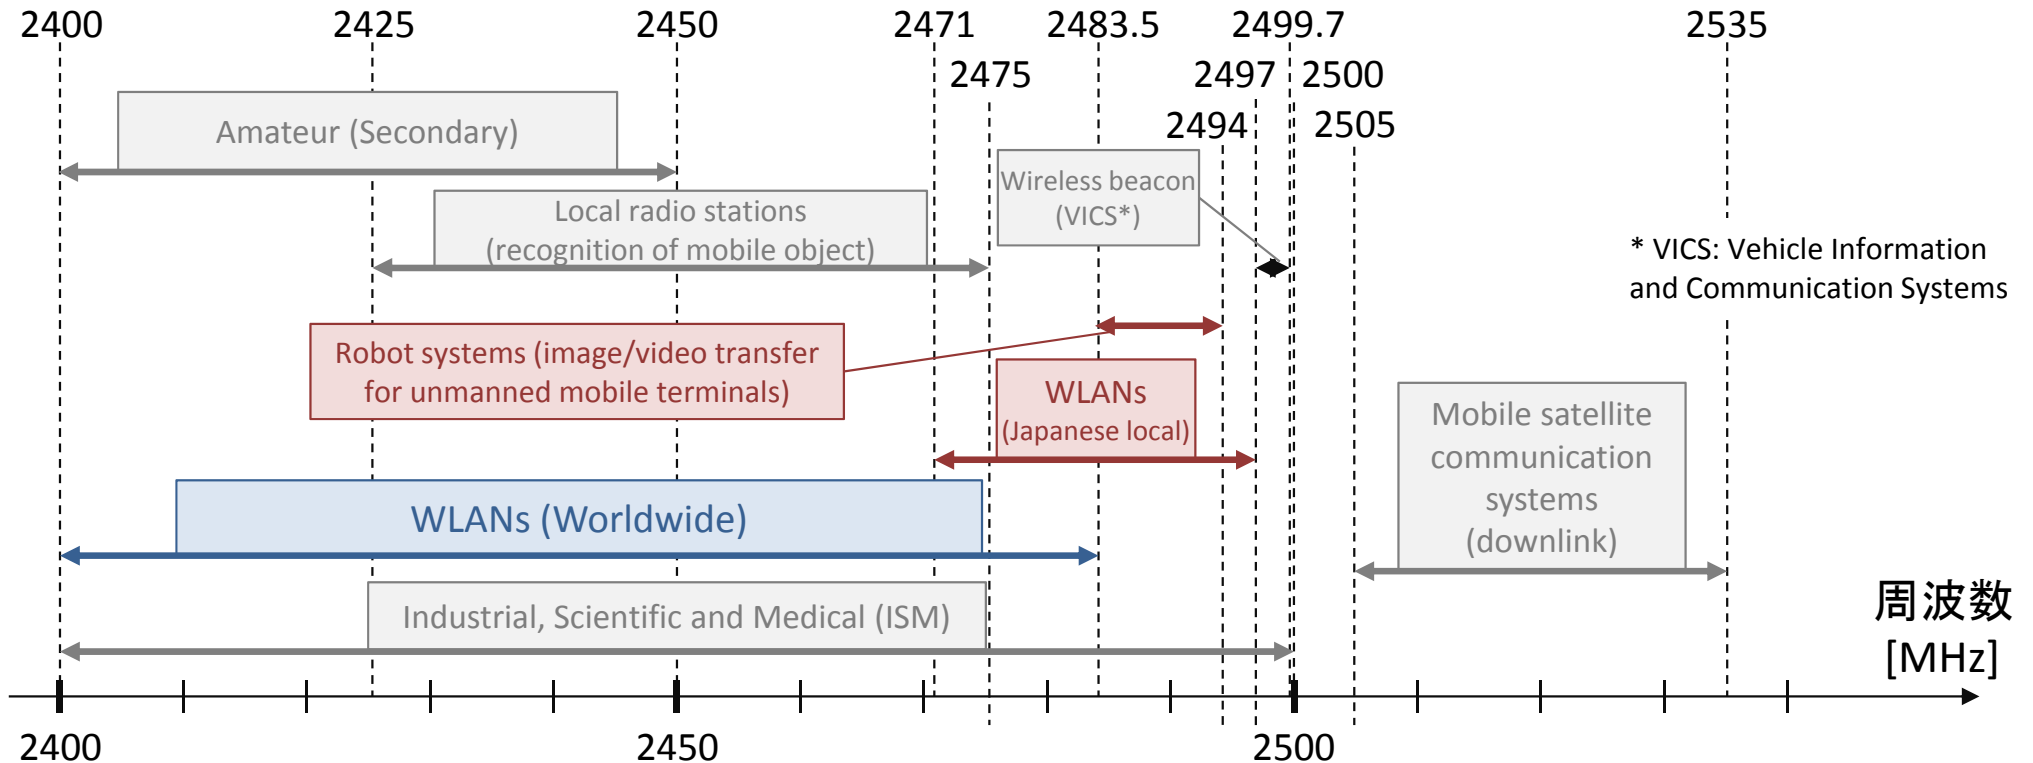 2400
2425
2450
2471
2483.5
2499.7
2535
2475
2497
2500
2494
2505
Amateur (Secondary)
Wireless beacon
(VICS*)
Local radio stations
(recognition of mobile object)
* VICS: Vehicle Information
and Communication Systems
Robot systems (image/video transfer
for unmanned mobile terminals)
WLANs
(Japanese local)
Mobile satellite
communication
systems
(downlink)
WLANs (Worldwide)
Industrial, Scientific and Medical (ISM)
周波数
[MHz]
2400
2450
2500